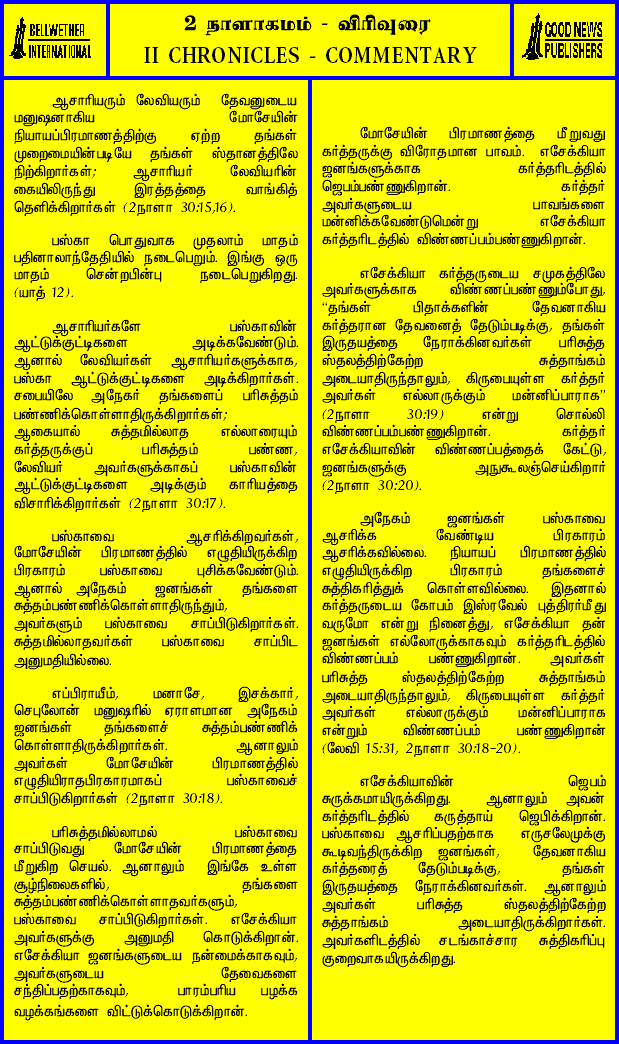 BELLWETHER
INTERNATIONAL
2 நாளாகமம் - விரிவுரை
II CHRONICLES - COMMENTARY
GOOD NEWS
PUBLISHERS
ஆசாரியரும் லேவியரும் தேவனுடைய
மனுஷனாகிய மோசேயின்
நியாயப்பிரமாணத்திற்கு ஏற்ற தங்கள்
முறைமையின்படியே தங்கள் ஸ்தானத்திலே
நிற்கிறார்கள்; ஆசாரியர் லேவியரின்
கையிலிருந்து இரத்தத்தை வாங்கித்
தெளிக்கிறார்கள் (2நாளா 30:15,16).
பஸ்கா பொதுவாக முதலாம் மாதம்
பதினாலாந்தேதியில் நடைபெறும். இங்கு ஒரு
மாதம் சென்றபின்பு நடைபெறுகிறது.
(யாத் 12).
ஆசாரியர்களே பஸ்காவின்
ஆட்டுக்குட்டிகளை அடிக்கவேண்டும்.
ஆனால் லேவியர்கள் ஆசாரியர்களுக்காக,
பஸ்கா ஆட்டுக்குட்டிகளை அடிக்கிறார்கள்.
சபையிலே அநேகர் தங்களைப் பரிசுத்தம்
பண்ணிக்கொள்ளாதிருக்கிறார்கள்;
ஆகையால் சுத்தமில்லாத எல்லாரையும்
கர்த்தருக்குப் பரிசுத்தம் பண்ண,
லேவியர் அவர்களுக்காகப் பஸ்காவின்
ஆட்டுக்குட்டிகளை அடிக்கும் காரியத்தை
விசாரிக்கிறார்கள் (2நாளா 30:17).
பஸ்காவை ஆசரிக்கிறவர்கள்,
மோசேயின் பிரமாணத்தில் எழுதியிருக்கிற
பிரகாரம் பஸ்காவை புசிக்கவேண்டும்.
ஆனால் அநேகம் ஜனங்கள் தங்களை
சுத்தம்பண்ணிக்கொள்ளாதிருந்தும்,
அவர்களும் பஸ்காவை சாப்பிடுகிறார்கள்.
சுத்தமில்லாதவர்கள் பஸ்காவை சாப்பிட
அனுமதியில்லை.
எப்பிராயீம், மனாசே, இசக்கார்,
செபுலோன் மனுஷரில் ஏராளமான அநேகம்
ஜனங்கள் தங்களைச் சுத்தம்பண்ணிக்
கொள்ளாதிருக்கிறார்கள். ஆனாலும்
அவர்கள் மோசேயின் பிரமாணத்தில்
எழுதியிராதபிரகாரமாகப் பஸ்காவைச்
சாப்பிடுகிறார்கள் (2நாளா 30:18).
பரிசுத்தமில்லாமல் பஸ்காவை
சாப்பிடுவது மோசேயின் பிரமாணத்தை
மீறுகிற செயல். ஆனாலும் இங்கே உள்ள
சூழ்நிலைகளில், தங்களை
சுத்தம்பண்ணிக்கொள்ளாதவர்களும்,
பஸ்காவை சாப்பிடுகிறார்கள். எசேக்கியா
அவர்களுக்கு அனுமதி கொடுக்கிறான்.
எசேக்கியா ஜனங்களுடைய நன்மைக்காகவும்,
அவர்களுடைய தேவைகளை
சந்திப்பதற்காகவும், பாரம்பரிய பழக்க
வழக்கங்களை விட்டுக்கொடுக்கிறான்.
மோசேயின் பிரமாணத்தை மீறுவது
கர்த்தருக்கு விரோதமான பாவம். எசேக்கியா
ஜனங்களுக்காக கர்த்தரிடத்தில்
ஜெபம்பண்ணுகிறான். கர்த்தர்
அவர்களுடைய பாவங்களை
மன்னிக்கவேண்டுமென்று எசேக்கியா
கர்த்தரிடத்தில் விண்ணப்பம்பண்ணுகிறான்.
எசேக்கியா கர்த்தருடைய சமுகத்திலே
அவர்களுக்காக விண்ணப்பண்ணும்போது,
"தங்கள் பிதாக்களின் தேவனாகிய
கர்த்தரான தேவனைத் தேடும்படிக்கு, தங்கள்
இருதயத்தை நேராக்கினவர்கள் பரிசுத்த
ஸ்தலத்திற்கேற்ற சுத்தாங்கம்
அடையாதிருந்தாலும், கிருபையுள்ள கர்த்தர்
அவர்கள் எல்லாருக்கும் மன்னிப்பாராக"
(2நாளா 30:19) என்று சொல்லி
விண்ணப்பம்பண்ணுகிறான். கர்த்தர்
எசேக்கியாவின் விண்ணப்பத்தைக் கேட்டு,
ஜனங்களுக்கு அநுகூலஞ்செய்கிறார்
(2நாளா 30:20).
அநேகம் ஜனங்கள் பஸ்காவை
ஆசரிக்க வேண்டிய பிரகாரம்
ஆசரிக்கவில்லை. நியாயப் பிரமாணத்தில்
எழுதியிருக்கிற பிரகாரம் தங்களைச்
சுத்திகரித்துக் கொள்ளவில்லை. இதனால்
கர்த்தருடைய கோபம் இஸ்ரவேல் புத்திரர்மீது
வருமோ என்று நினைத்து, எசேக்கியா தன்
ஜனங்கள் எல்லோருக்காகவும் கர்த்தரிடத்தில்
விண்ணப்பம் பண்ணுகிறான். அவர்கள்
பரிசுத்த ஸ்தலத்திற்கேற்ற சுத்தாங்கம்
அடையாதிருந்தாலும், கிருபையுள்ள கர்த்தர்
அவர்கள் எல்லாருக்கும் மன்னிப்பாராக
என்றும் விண்ணப்பம் பண்ணுகிறான்
(லேவி 15:31, 2நாளா 30:18-20).
எசேக்கியாவின் ஜெபம்
சுருக்கமாயிருக்கிறது. ஆனாலும் அவன்
கர்த்தரிடத்தில் கருத்தாய் ஜெபிக்கிறான்.
பஸ்காவை ஆசரிப்பதற்காக எருசலேமுக்கு
கூடிவந்திருக்கிற ஜனங்கள், தேவனாகிய
கர்த்தரைத் தேடும்படிக்கு, தங்கள்
இருதயத்தை நேராக்கினவர்கள். ஆனாலும்
அவர்கள் பரிசுத்த ஸ்தலத்திற்கேற்ற
சுத்தாங்கம் அடையாதிருக்கிறார்கள்.
அவர்களிடத்தில் சடங்காச்சார சுத்திகரிப்பு
குறைவாகயிருக்கிறது.